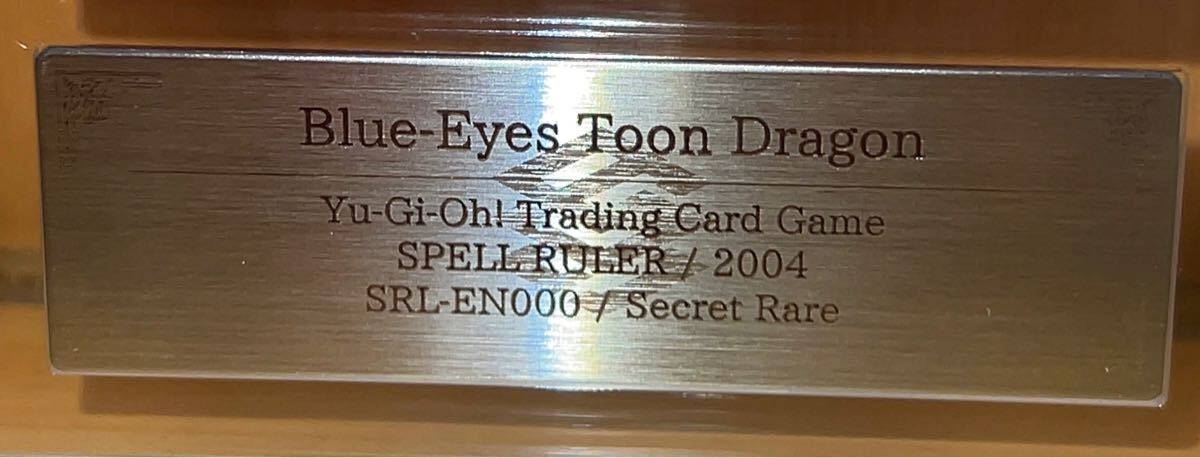 Blue-Eyes Toon Dragon
Yu-Gi-Oh! Trading Card Game
SPELL RULER / 2004
SRL-EN000 / Secret Rare